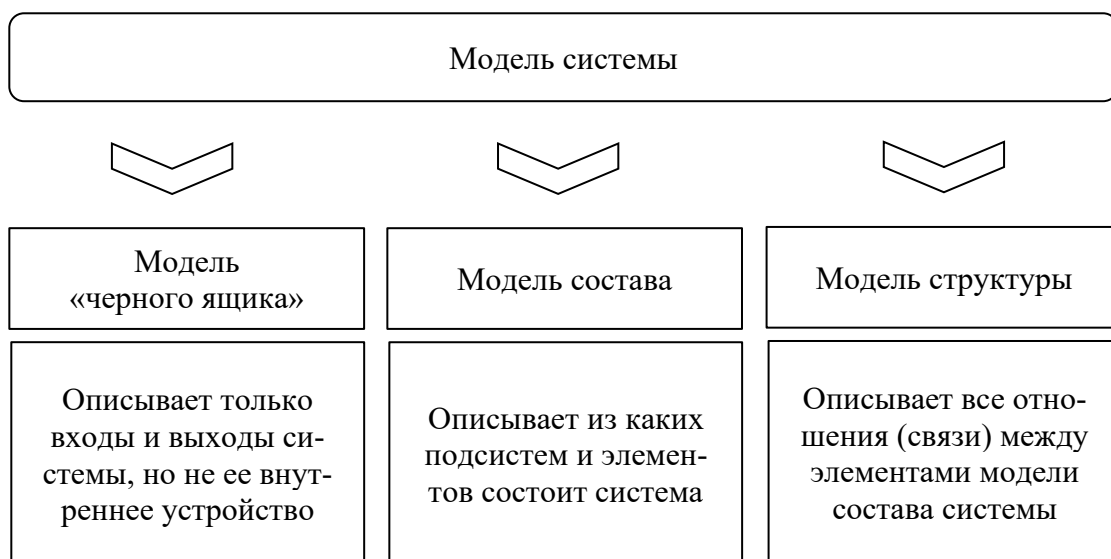 Модель системы
Модель
«черного ящика»
Модель состава
Модель структуры
Описывает только
входы и выходы си-
стемы, но не ее внут-
реннее устройство
Описывает из каких
подсистем и элемен-
тов состоит система
Описывает все отно-
шения (связи) между
элементами модели
состава системы